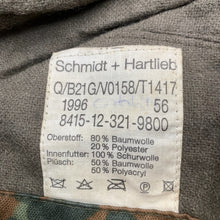 Schmidt + Hartlieb
Q/B21G/V0158/T1417
1996 56
8415-12-321-9800
Oberstoff: 80% Baumwolle
20% Polyester
Innenfutter: 100% Schurwolle
Plüsch: 50% Baumwolle
50% Polyacryl